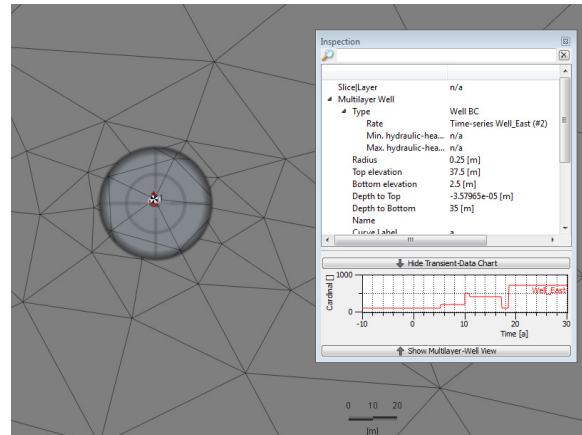 Inspection
Slice|Layer n/a
Multilayer Well
Type Well BC
Rate Time-series Well_East (#2)
Min. hydraulic-hea... n/a
Max. hydraulic-hea... n/a
Radius 0.25 [m]
Top elevation 37.5 [m]
Bottom elevation 2.5 [m]
Depth to Top -3.57965e-05 [m]
Depth to Bottom 35 [m]
Name
Curve Label a
Hide Transient-Data Chart
Cardinal []
1000
Well_East
0
-10 0 10 20 30
Time [a]
Show Multilayer-Well View
0 10 20
[m]